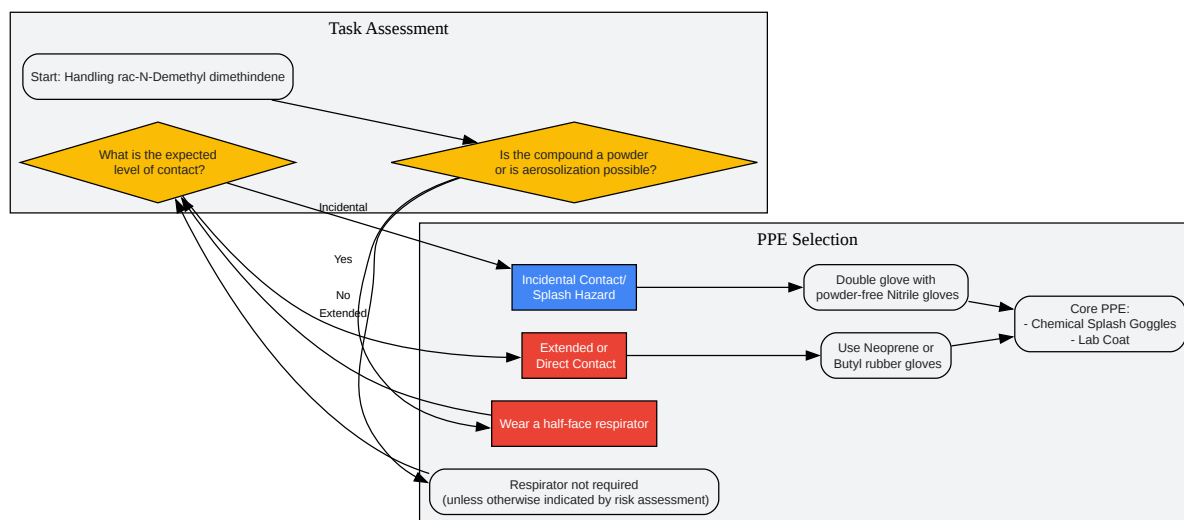 Task Assessment
Start: Handling rac-N-Demethyl dimethindene
What is the expected
level of contact?
Is the compound a powder
or is aerosolization possible?
Incidental
Yes
No
Extended
PPE Selection
Incidental Contact/
Splash Hazard
Double glove with
powder-free Nitrile gloves
Core PPE:
- Chemical Splash Goggles
- Lab Coat
Extended or
Direct Contact
Use Neoprene or
Butyl rubber gloves
Wear a half-face respirator
Respirator not required
(unless otherwise indicated by risk assessment)